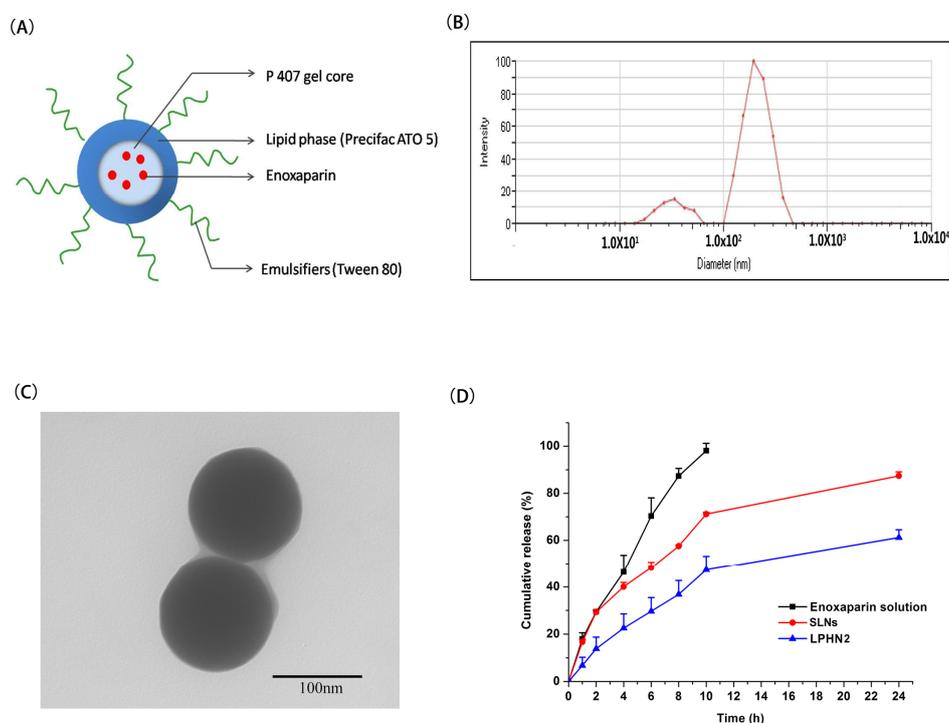 (A)
P 407 gel core
Lipid phase (Precifac ATO 5)
Enoxaparin
Emulsifiers (Tween 80)
(B)
Intensity
100
80
60
40
20
0
1.0X10¹ 1.0x10² 1.0X10³ 1.0X10⁴
Diameter (nm)
(C)
100nm
(D)
Cumulative release (%)
100
80
60
40
20
0
Enoxaparin solution
SLNs
LPHN2
0 2 4 6 8 10 12 14 16 18 20 22 24
Time (h)